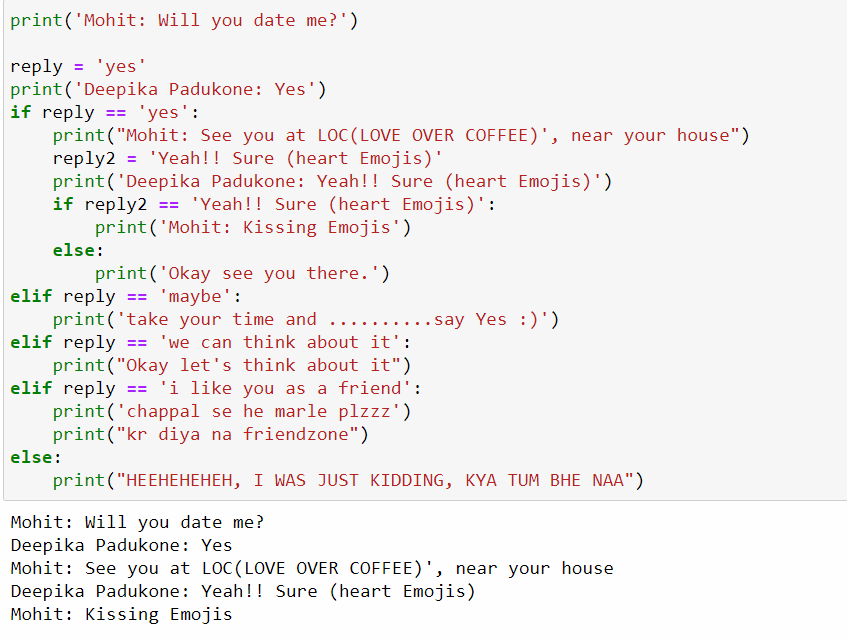 print('Mohit: Will you date me?')
reply = 'yes'
print('Deepika Padukone: Yes')
if reply == 'yes':
    print("Mohit: See you at LOC(LOVE OVER COFFEE)', near your house")
    reply2 = 'Yeah!! Sure (heart Emojis)'
    print('Deepika Padukone: Yeah!! Sure (heart Emojis)')
    if reply2 == 'Yeah!! Sure (heart Emojis)':
        print('Mohit: Kissing Emojis')
    else:
        print('Okay see you there.')
elif reply == 'maybe':
    print('take your time and ..........say Yes :)')
elif reply == 'we can think about it':
    print("Okay let's think about it")
elif reply == 'i like you as a friend':
    print('chappal se he marle plzzz')
    print("kr diya na friendzone")
else:
    print("HEEHEHEHEH, I WAS JUST KIDDING, KYA TUM BHE NAA")
Mohit: Will you date me?
Deepika Padukone: Yes
Mohit: See you at LOC(LOVE OVER COFFEE)', near your house
Deepika Padukone: Yeah!! Sure (heart Emojis)
Mohit: Kissing Emojis